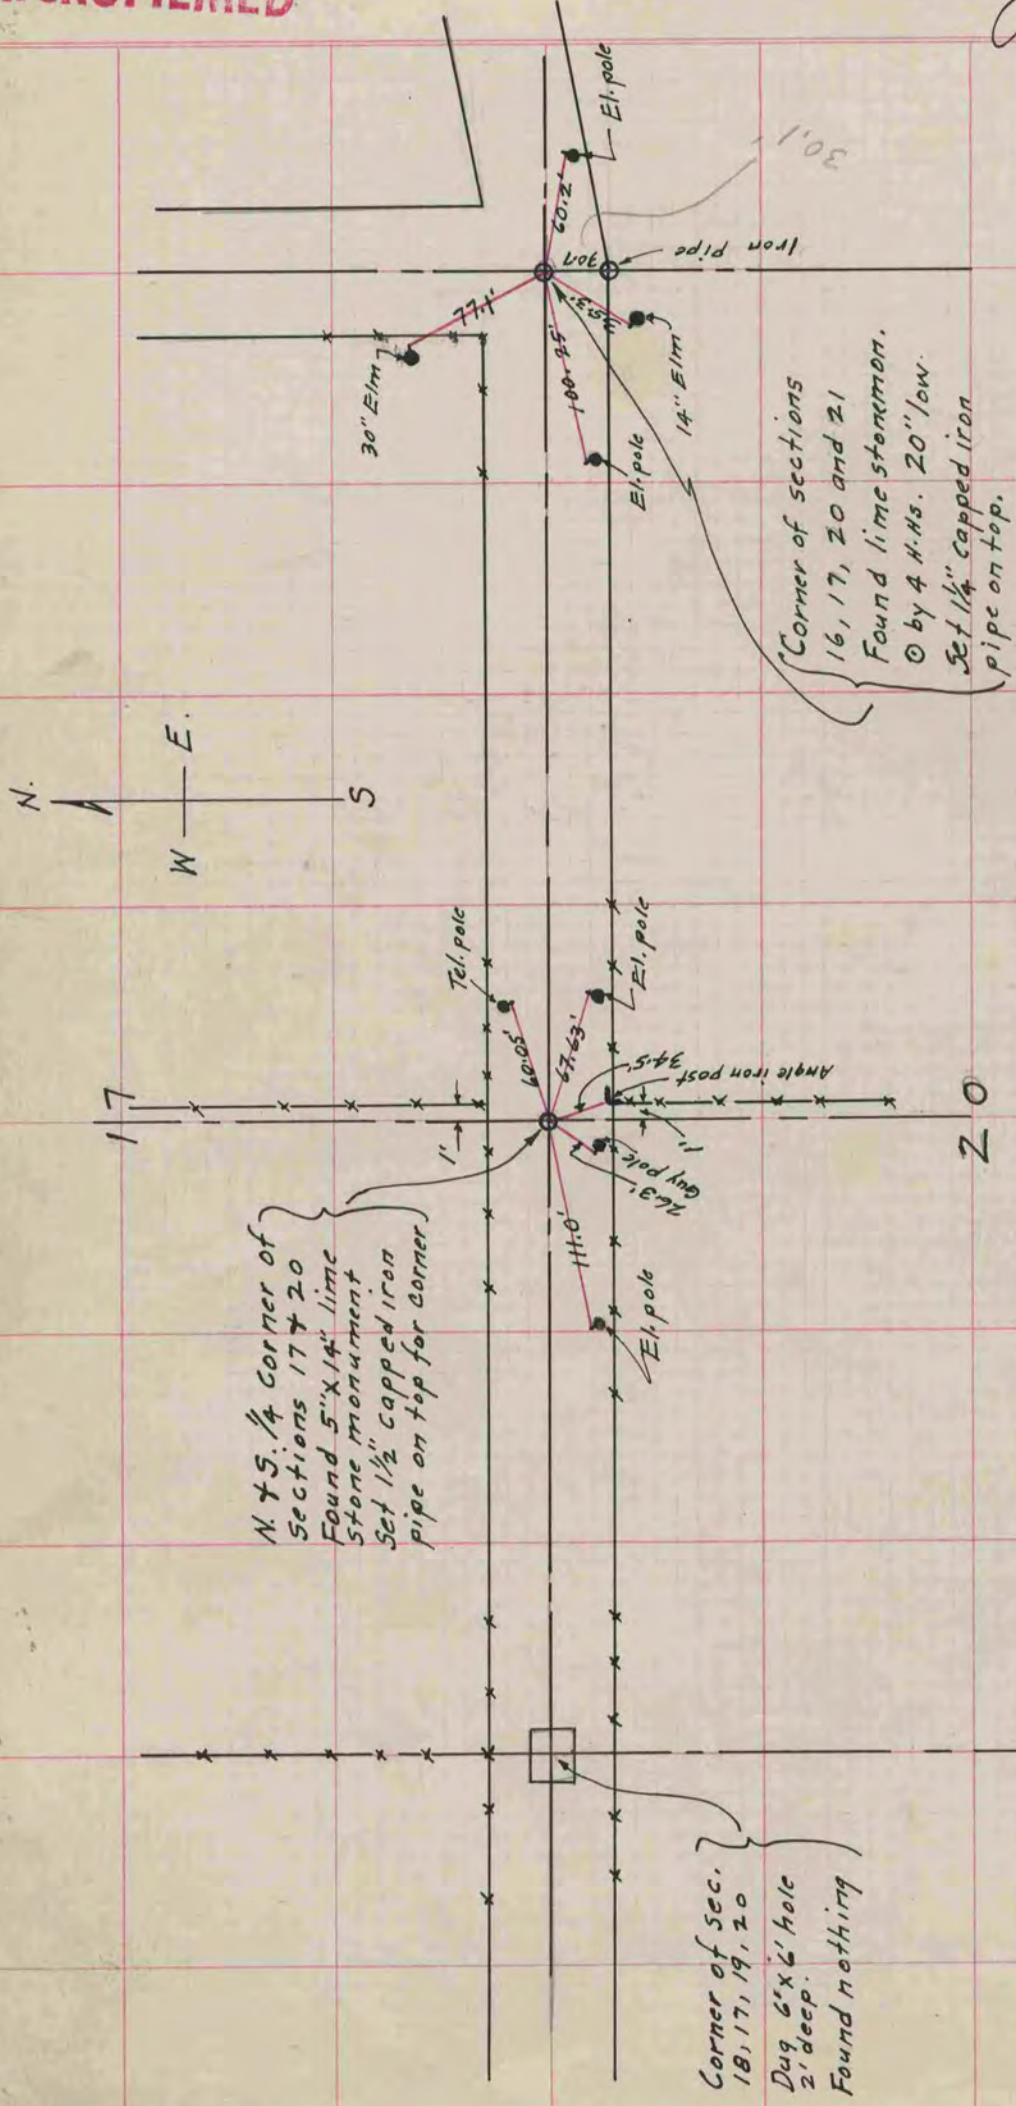 N.
W E.
S
17
20
N. & S. 1/4 Corner of
Sections 17 & 20
Found 5"x14" lime
stone monument
Set 1 1/2" capped iron
pipe on top for corner
1"
Tel. pole
60.05'
67.63'
El. pole
34.5'
Angle iron post
1"
Guy pole
26.3'
111.0'
El. pole
Corner of sec.
18, 17, 19, 20
Dug 6'x6' hole
2' deep.
Found nothing
30" Elm
77.1'
60.2'
El. pole
30.1
Iron pipe
14" Elm
100.25'
El. pole
Corner of sections
16, 17, 20 and 21
Found lime stone mon.
⊙ by 4 H.Hs. 20" low.
Set 1 1/4" capped iron
pipe on top.